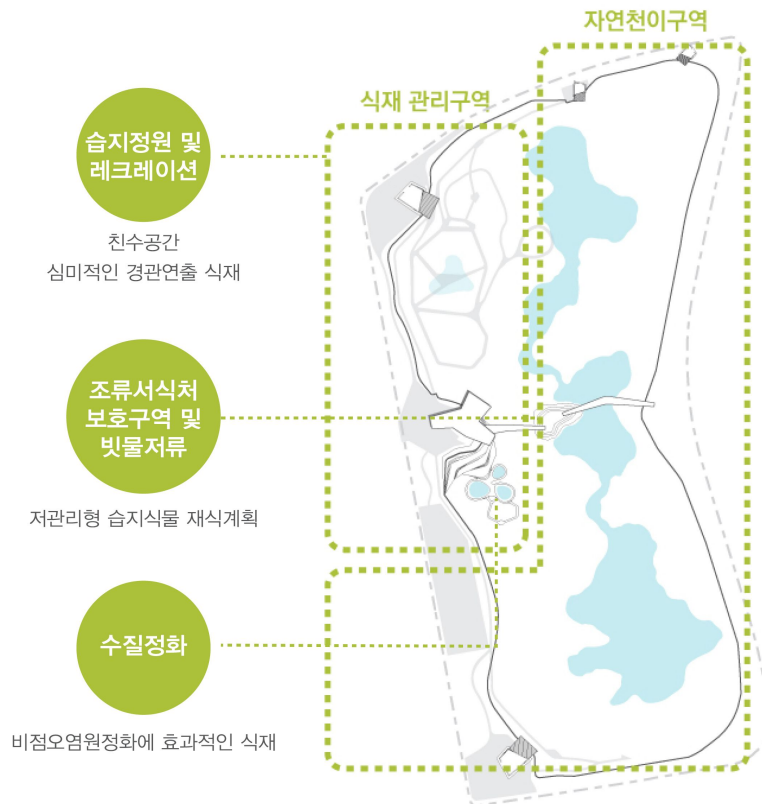 자연천이구역
식재 관리구역
습지정원 및
레크레이션
친수공간
심미적인 경관연출 식재
조류서식처
보호구역 및
빗물저류
저관리형 습지식물 재식계획
수질정화
비점오염원정화에 효과적인 식재